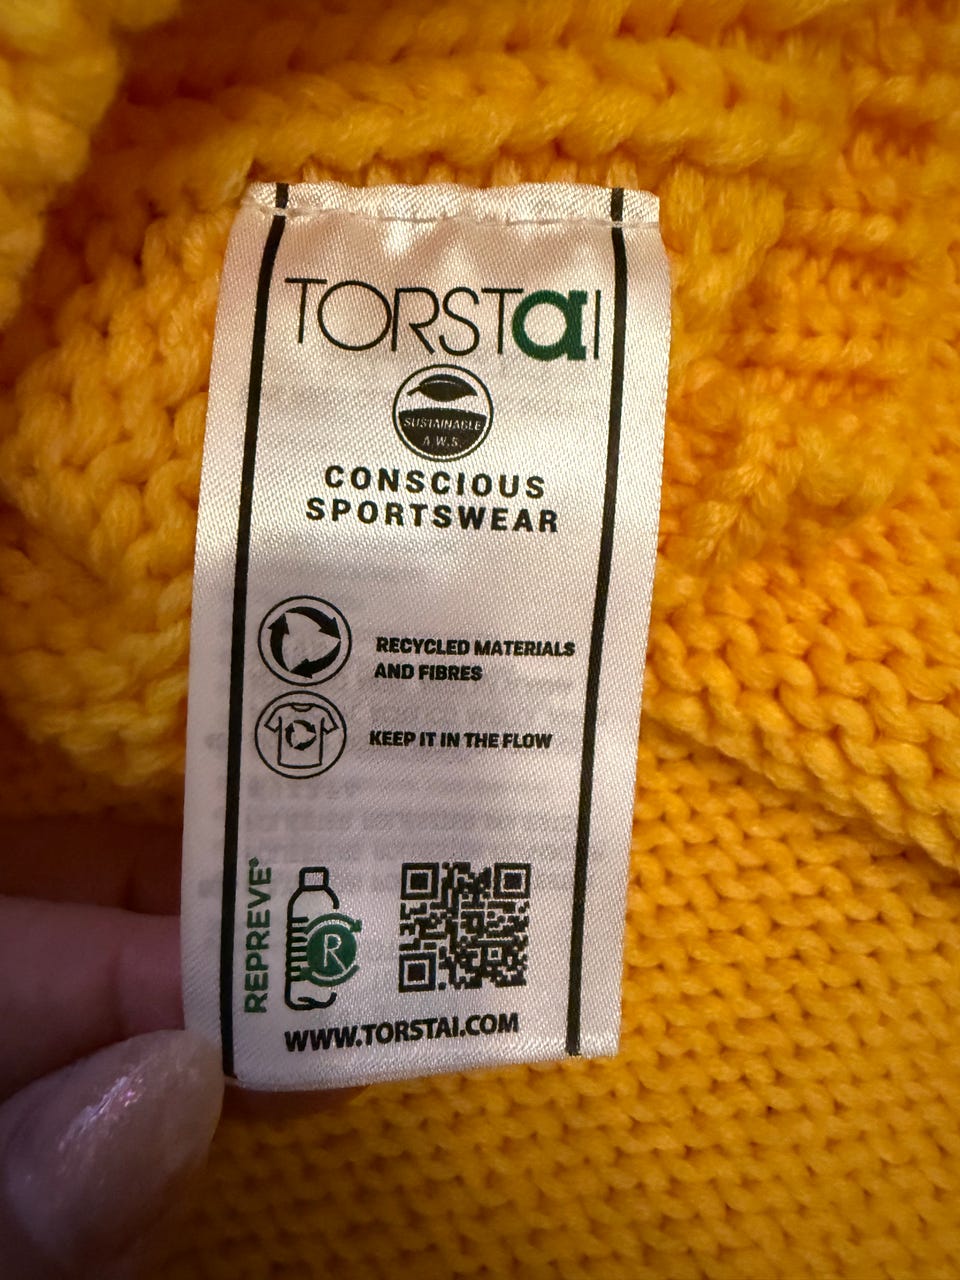 TORSTAI
SUSTAINABLE
A.W.S.
CONSCIOUS
SPORTSWEAR
RECYCLED MATERIALS
AND FIBRES
KEEP IT IN THE FLOW
REPREVE®
R
WWW.TORSTAI.COM